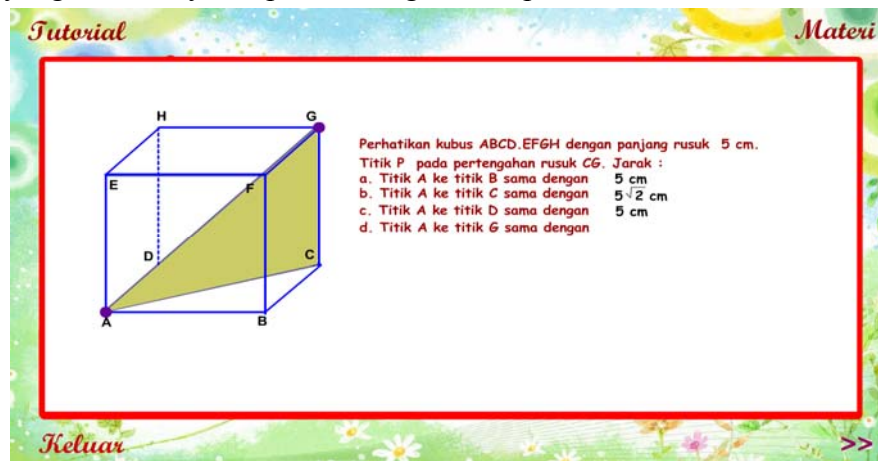 Tutorial
Materi
H
G
Perhatikan kubus ABCD.EFGH dengan panjang rusuk 5 cm.
Titik P pada pertengahan rusuk CG. Jarak :
a. Titik A ke titik B sama dengan 5 cm
b. Titik A ke titik C sama dengan 5√2 cm
c. Titik A ke titik D sama dengan 5 cm
d. Titik A ke titik G sama dengan
E
F
D
C
A
B
Keluar
>>